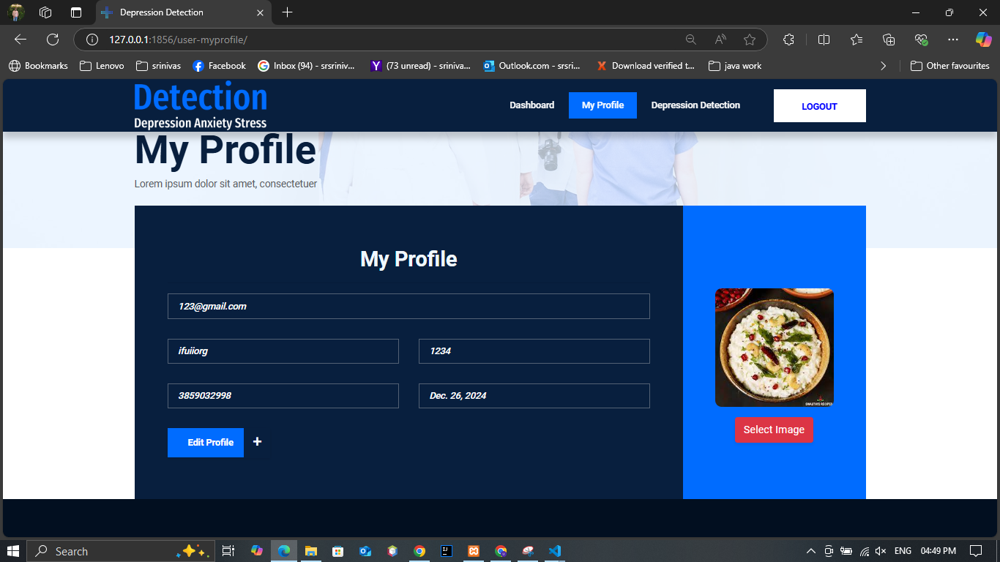 Depression Detection
127.0.0.1:1856/user-myprofile/
Bookmarks Lenovo srinivas Facebook Inbox (94) - srsriniv... (73 unread) - sriniva... Outlook.com - srsri... Download verified t... java work Other favourites
Detection
Depression Anxiety Stress
Dashboard My Profile Depression Detection LOGOUT
My Profile
Lorem ipsum dolor sit amet, consectetuer
My Profile
123@gmail.com
ifuiiorg 1234
3859032998 Dec. 26, 2024
SWASTHI'S RECIPES
Select Image
Edit Profile +
Search ENG 04:49 PM